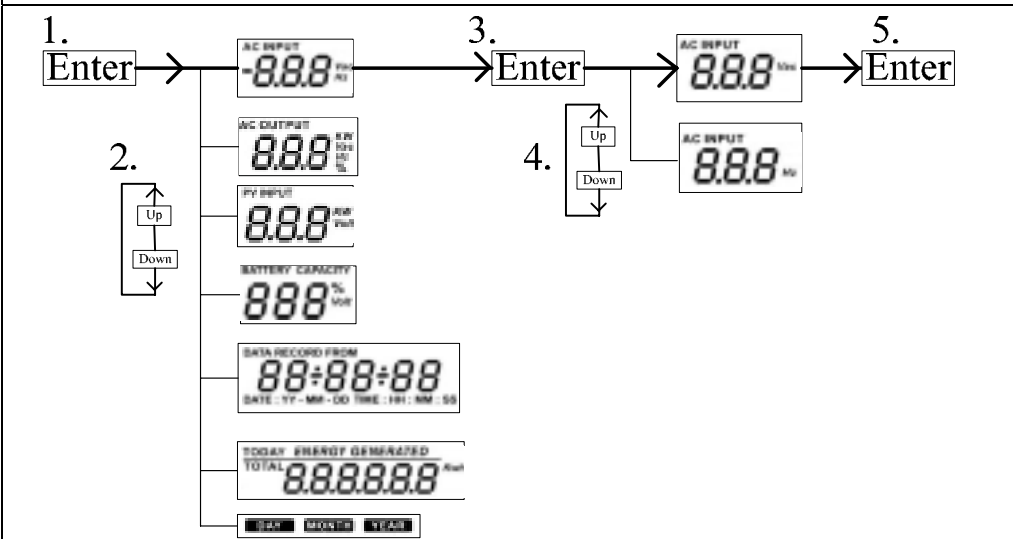 1.
Enter
AC INPUT
-8.8.8
AC OUTPUT
8.8.8 KW
PV INPUT
8.8.8
BATTERY CAPACITY
888 % Volt
DATA RECORD FROM
88:88:88
DATE : YY - MM - DD TIME : HH : MM : SS
TODAY ENERGY GENERATED
TOTAL 8.8.8.8.8.8
DAY MONTH YEAR
2.
Up
Down
3.
Enter
4.
Up
Down
AC INPUT
8.8.8
AC INPUT
8.8.8 Hz
5.
Enter